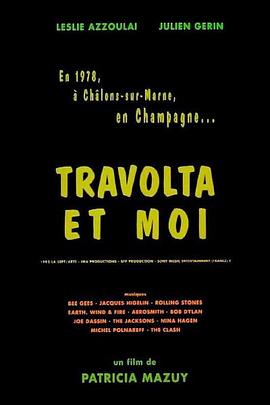 LESLIE AZZOULAI JULIEN GERIN
En 1978,
à Châlons-sur-Marne,
en Champagne...
TRAVOLTA
ET MOI
musiques
BEE GEES - JACQUES HIGELIN - ROLLING STONES
EARTH, WIND & FIRE - AEROSMITH - BOB DYLAN
JOE DASSIN - THE JACKSONS - NINA HAGEN
MICHEL POLNAREFF - THE CLASH
un film de
PATRICIA MAZUY